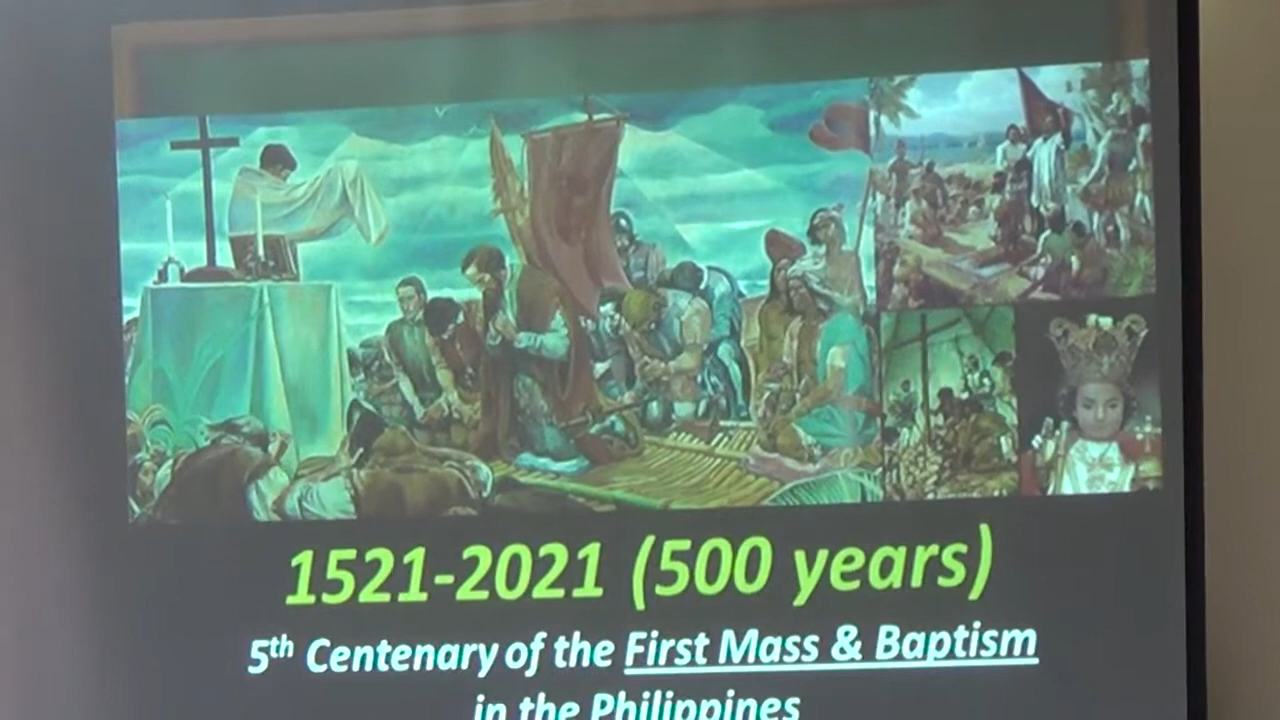 1521-2021 (500 years)
5th Centenary of the First Mass & Baptism
in the Philippines